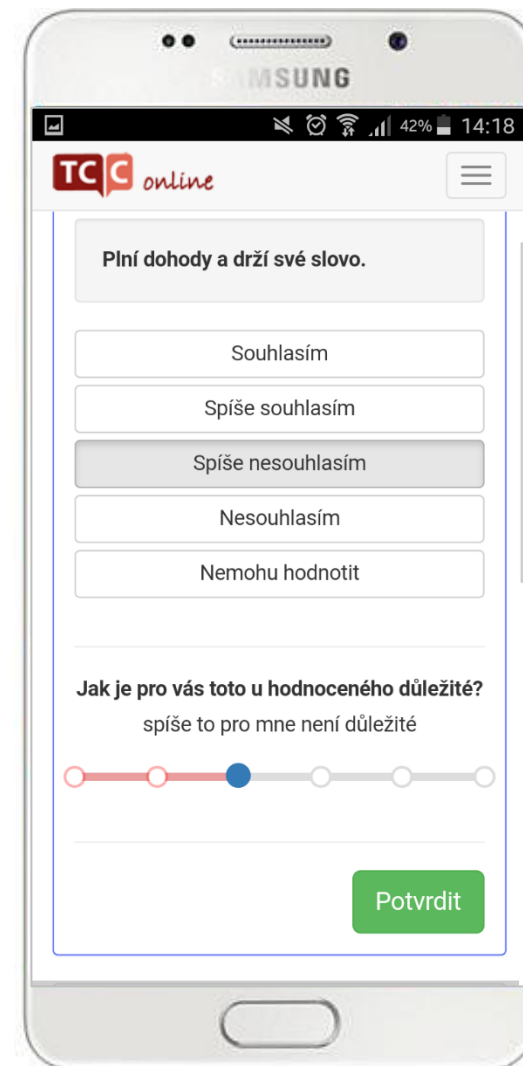 SAMSUNG
42% 14:18
TCC online
Plní dohody a drží své slovo.
Souhlasím
Spíše souhlasím
Spíše nesouhlasím
Nesouhlasím
Nemohu hodnotit
Jak je pro vás toto u hodnoceného důležité?
spíše to pro mne není důležité
Potvrdit